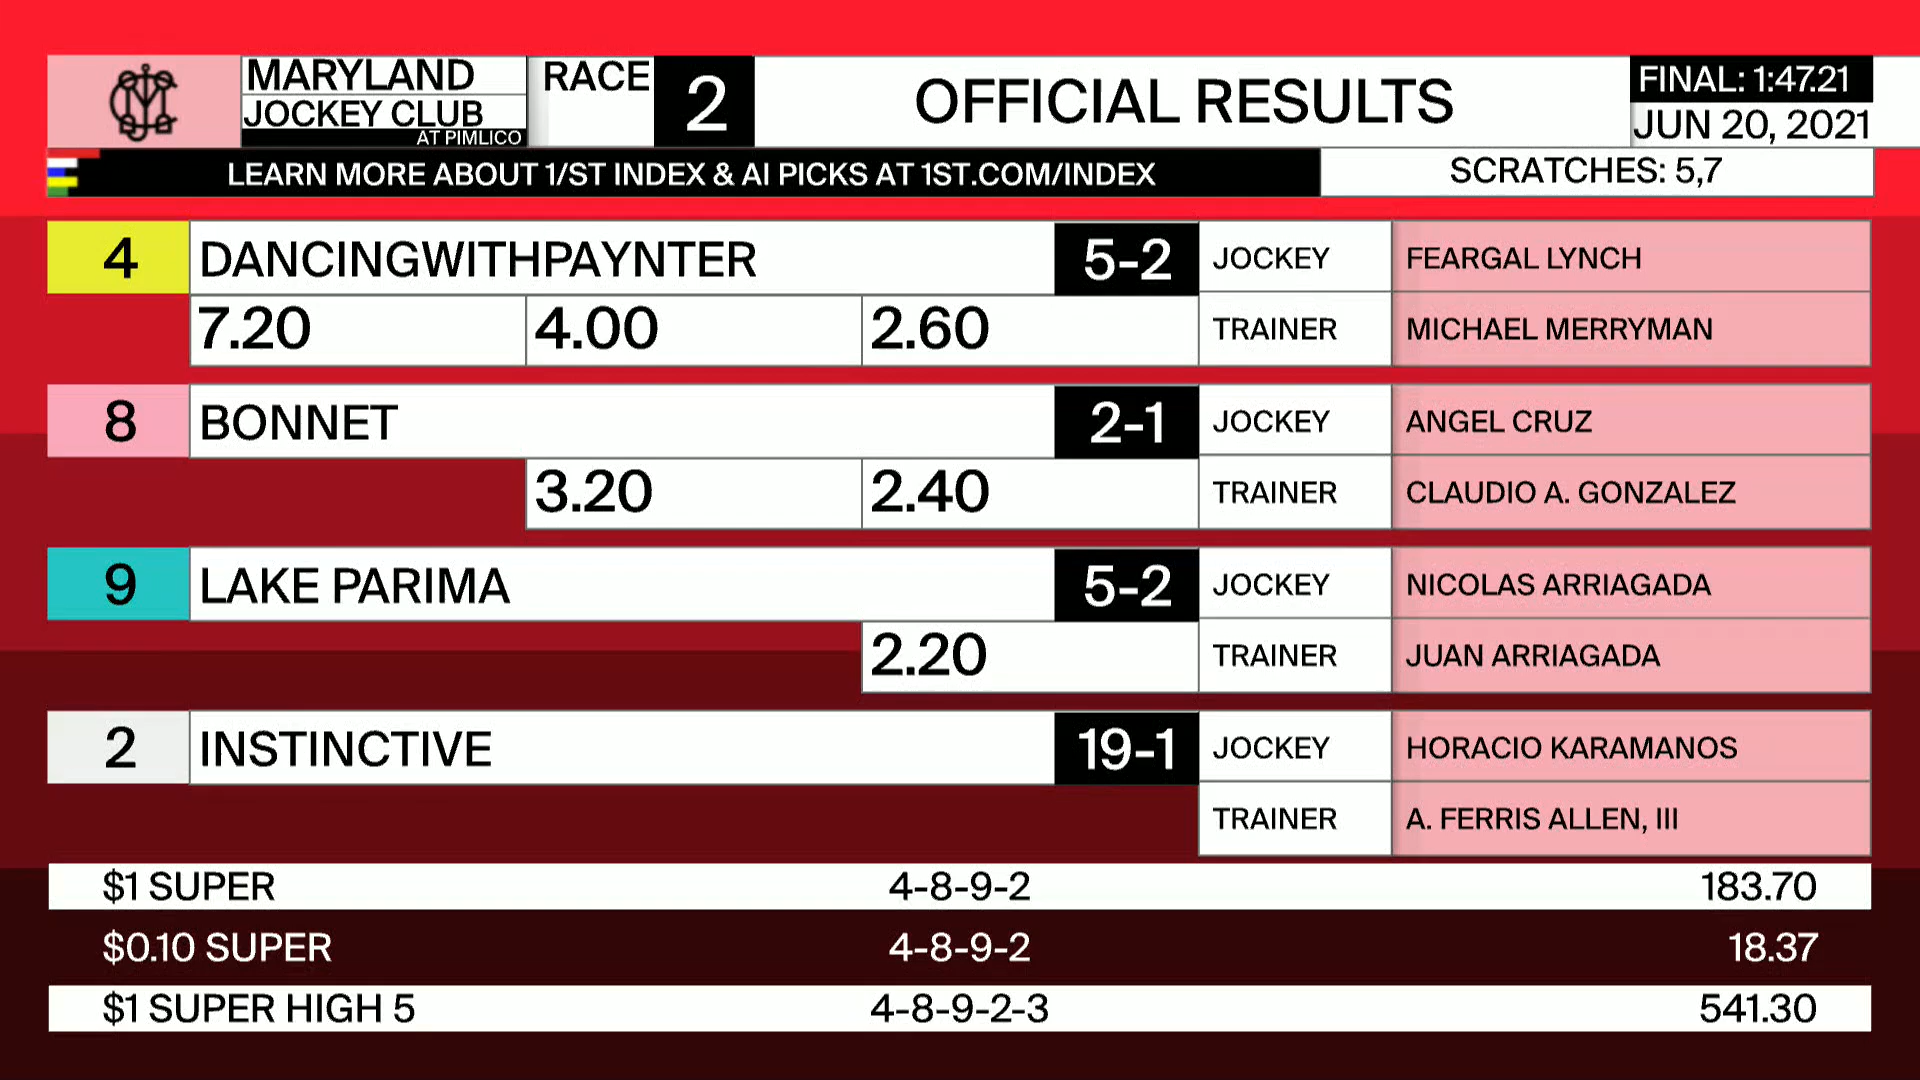 MARYLAND
JOCKEY CLUB
AT PIMLICO
RACE 2
OFFICIAL RESULTS
FINAL: 1:47.21
JUN 20, 2021
LEARN MORE ABOUT 1/ST INDEX & AI PICKS AT 1ST.COM/INDEX
SCRATCHES: 5,7
4 DANCINGWITHPAYNTER 5-2 JOCKEY FEARGAL LYNCH
7.20 4.00 2.60 TRAINER MICHAEL MERRYMAN
8 BONNET 2-1 JOCKEY ANGEL CRUZ
3.20 2.40 TRAINER CLAUDIO A. GONZALEZ
9 LAKE PARIMA 5-2 JOCKEY NICOLAS ARRIAGADA
2.20 TRAINER JUAN ARRIAGADA
2 INSTINCTIVE 19-1 JOCKEY HORACIO KARAMANOS
TRAINER A. FERRIS ALLEN, III
$1 SUPER 4-8-9-2 183.70
$0.10 SUPER 4-8-9-2 18.37
$1 SUPER HIGH 5 4-8-9-2-3 541.30